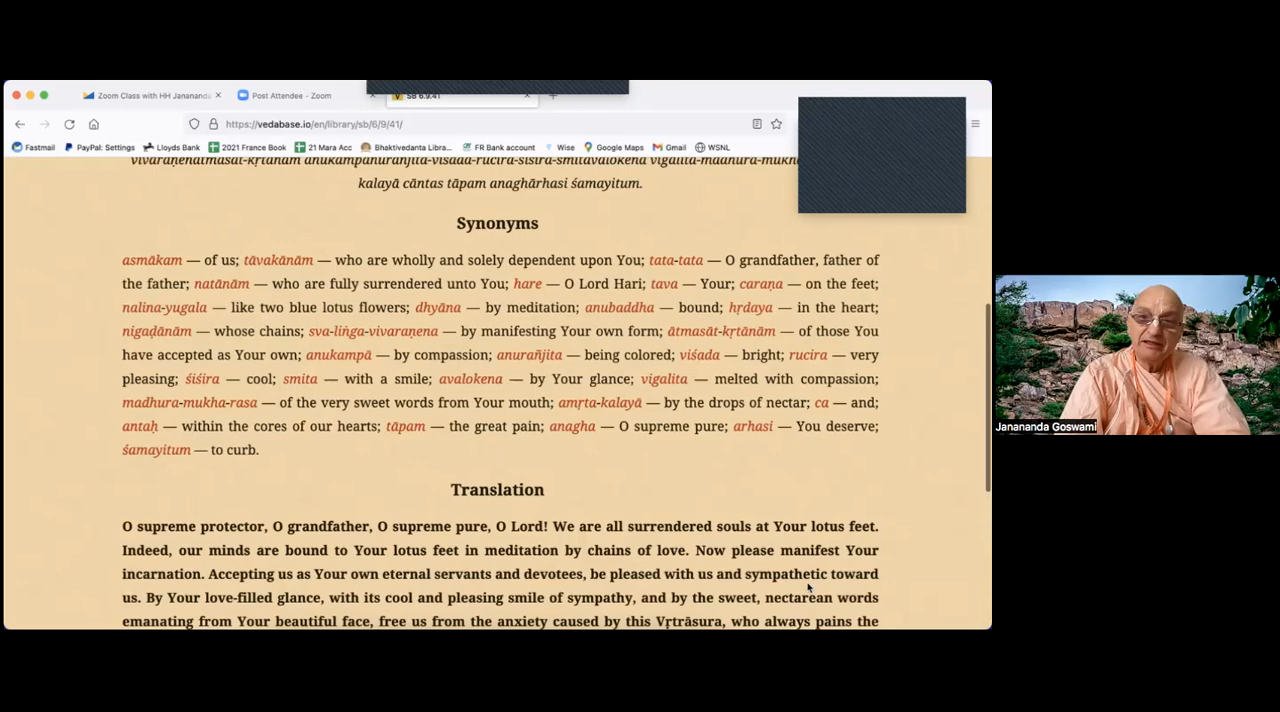 Zoom Class with HH Janananda
Post Attendee - Zoom
SB 6.9.41
https://vedabase.io/en/library/sb/6/9/41/
Fastmail PayPal: Settings Lloyds Bank 2021 France Book 21 Mara Acc Bhaktivedanta Libra... FR Bank account Wise Google Maps Gmail WSNL
kalayā cāntas tāpam anaghārhasi śamayitum.
Synonyms
asmākam — of us; tāvakānām — who are wholly and solely dependent upon You; tata-tata — O grandfather, father of
the father; natānām — who are fully surrendered unto You; hare — O Lord Hari; tava — Your; caraṇa — on the feet;
nalina-yugala — like two blue lotus flowers; dhyāna — by meditation; anubaddha — bound; hṛdaya — in the heart;
nigaḍānām — whose chains; sva-liṅga-vivaraṇena — by manifesting Your own form; ātmasāt-kṛtānām — of those You
have accepted as Your own; anukampā — by compassion; anurañjita — being colored; viśada — bright; rucira — very
pleasing; śiśira — cool; smita — with a smile; avalokena — by Your glance; vigalita — melted with compassion;
madhura-mukha-rasa — of the very sweet words from Your mouth; amṛta-kalayā — by the drops of nectar; ca — and;
antaḥ — within the cores of our hearts; tāpam — the great pain; anagha — O supreme pure; arhasi — You deserve;
śamayitum — to curb.
Translation
O supreme protector, O grandfather, O supreme pure, O Lord! We are all surrendered souls at Your lotus feet.
Indeed, our minds are bound to Your lotus feet in meditation by chains of love. Now please manifest Your
incarnation. Accepting us as Your own eternal servants and devotees, be pleased with us and sympathetic toward
us. By Your love-filled glance, with its cool and pleasing smile of sympathy, and by the sweet, nectarean words
emanating from Your beautiful face, free us from the anxiety caused by this Vṛtrāsura, who always pains the
Janananda Goswami